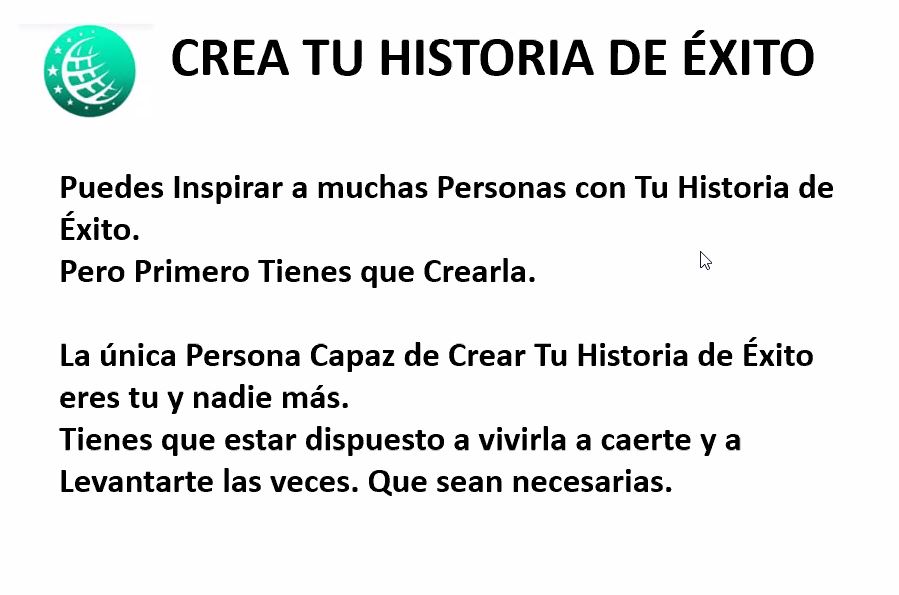 CREA TU HISTORIA DE ÉXITO
Puedes Inspirar a muchas Personas con Tu Historia de
Éxito.
Pero Primero Tienes que Crearla.
La única Persona Capaz de Crear Tu Historia de Éxito
eres tu y nadie más.
Tienes que estar dispuesto a vivirla a caerte y a
Levantarte las veces. Que sean necesarias.